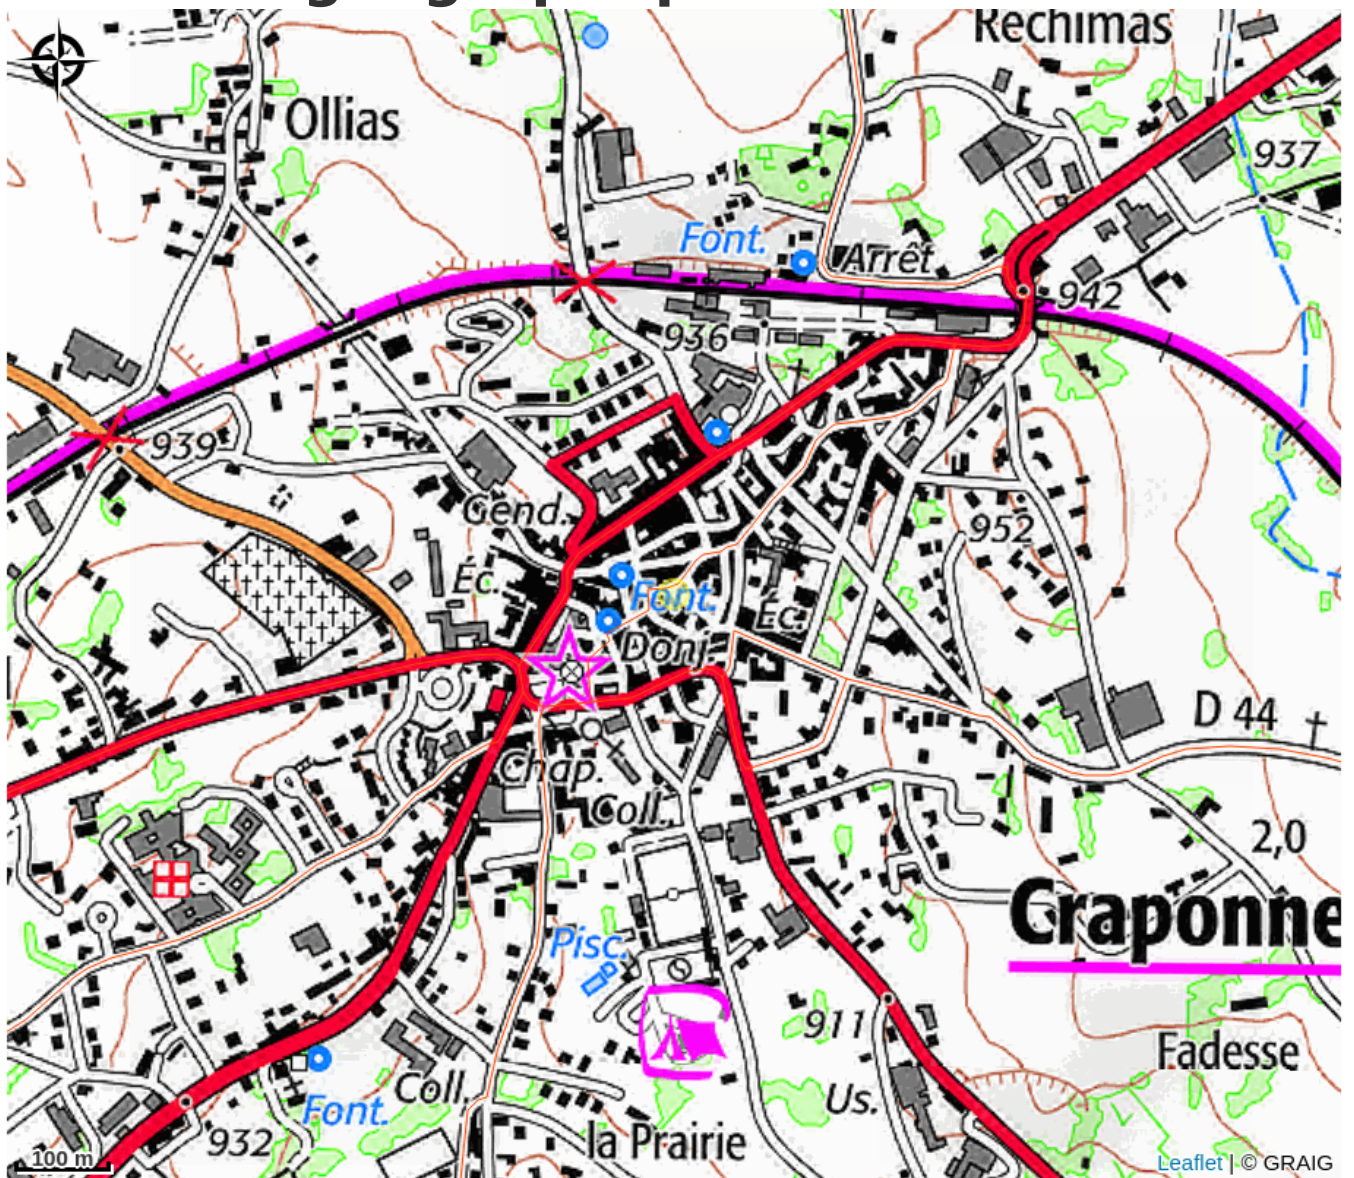 Rechimas
Ollias
937
Font.
Arrêt
942
936
939
Gend.
952
Éc.
Font.
Éc.
Donj.
D 44
Chap.
Coll.
2,0
Craponne
Pisc.
911
Fadesse
Us.
Coll.
Font.
932
la Prairie
100 m
Leaflet | © GRAIG